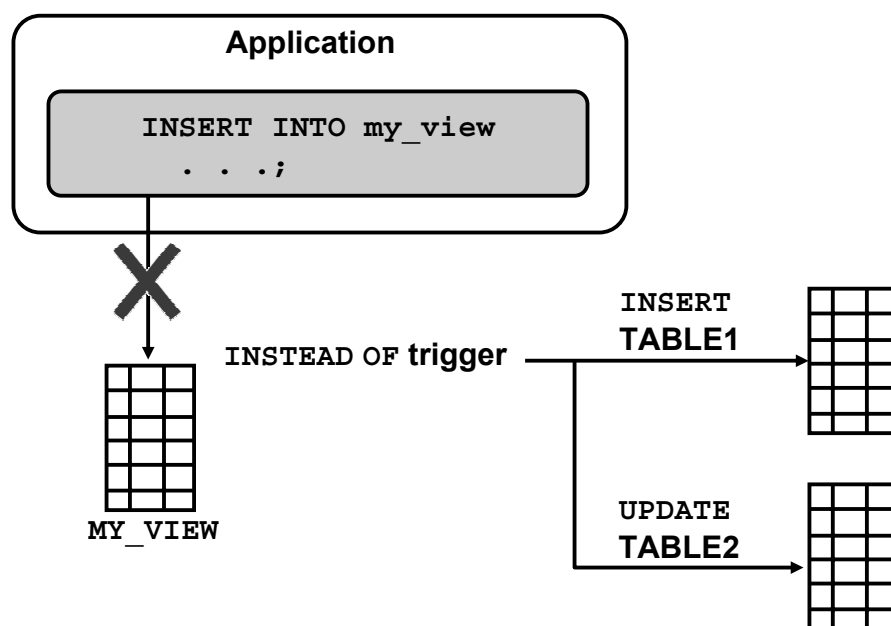 Application
INSERT INTO my_view
. . .;
INSERT
TABLE1
INSTEAD OF trigger
MY_VIEW
UPDATE
TABLE2